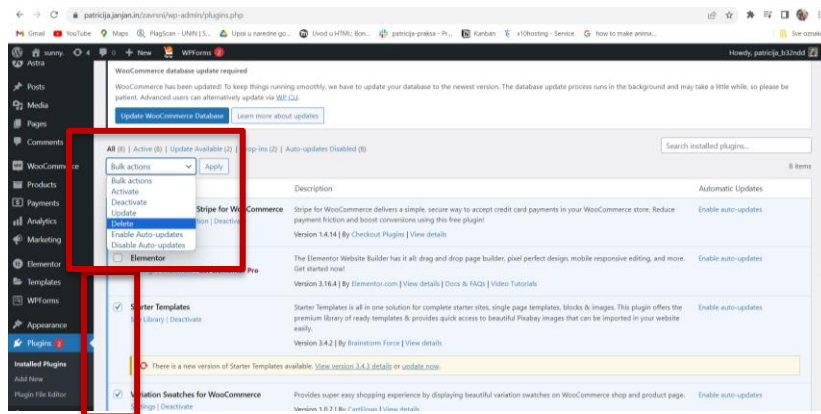 patricija.janjan.in/zavrsni/wp-admin/plugins.php
Gmail YouTube Maps PlagScan - UNIN | S... Upisi u naredne go... Uvod u HTML: Bon... patricija-praksa - Pr... Kanban x10hosting - Service How to make anima... Sve oznake
sunny. 4 0 + New WPForms 2 Howdy, patricija_b32ndd
Astra
Posts
Media
Pages
Comments
WooCommerce
Products
Payments
Analytics
Marketing
Elementor
Templates
WPForms
Appearance
Plugins 2
Installed Plugins
Add New
Plugin File Editor
WooCommerce database update required
WooCommerce has been updated! To keep things running smoothly, we have to update your database to the newest version. The database update process runs in the background and may take a little while, so please be
patient. Advanced users can alternatively update via WP CLI.
Update WooCommerce Database Learn more about updates
All (8) | Active (8) | Update Available (2) | Drop-ins (2) | Auto-updates Disabled (8)
Search installed plugins...
Bulk actions Apply 8 items
Bulk actions
Activate
Deactivate
Update
Delete
Enable Auto-updates
Disable Auto-updates
Description Automatic Updates
Stripe for WooCommerce Stripe for WooCommerce delivers a simple, secure way to accept credit card payments in your WooCommerce store. Reduce Enable auto-updates
Deactivate payment friction and boost conversions using this free plugin!
Version 1.4.14 | By Checkout Plugins | View details
Elementor The Elementor Website Builder has it all: drag and drop page builder, pixel perfect design, mobile responsive editing, and more. Enable auto-updates
Elementor Pro Get started now!
Version 3.16.4 | By Elementor.com | View details | Docs & FAQs | Video Tutorials
Starter Templates Starter Templates is all in one solution for complete starter sites, single page templates, blocks & images. This plugin offers the Enable auto-updates
Library | Deactivate premium library of ready templates & provides quick access to beautiful Pixabay images that can be imported in your website
easily.
Version 3.4.2 | By Brainstorm Force | View details
There is a new version of Starter Templates available. View version 3.4.3 details or update now.
Variation Swatches for WooCommerce Provides super easy shopping experience by displaying beautiful variation swatches on WooCommerce shop and product page. Enable auto-updates
Settings | Deactivate Version 1.0.7 | By CartFlows | View details